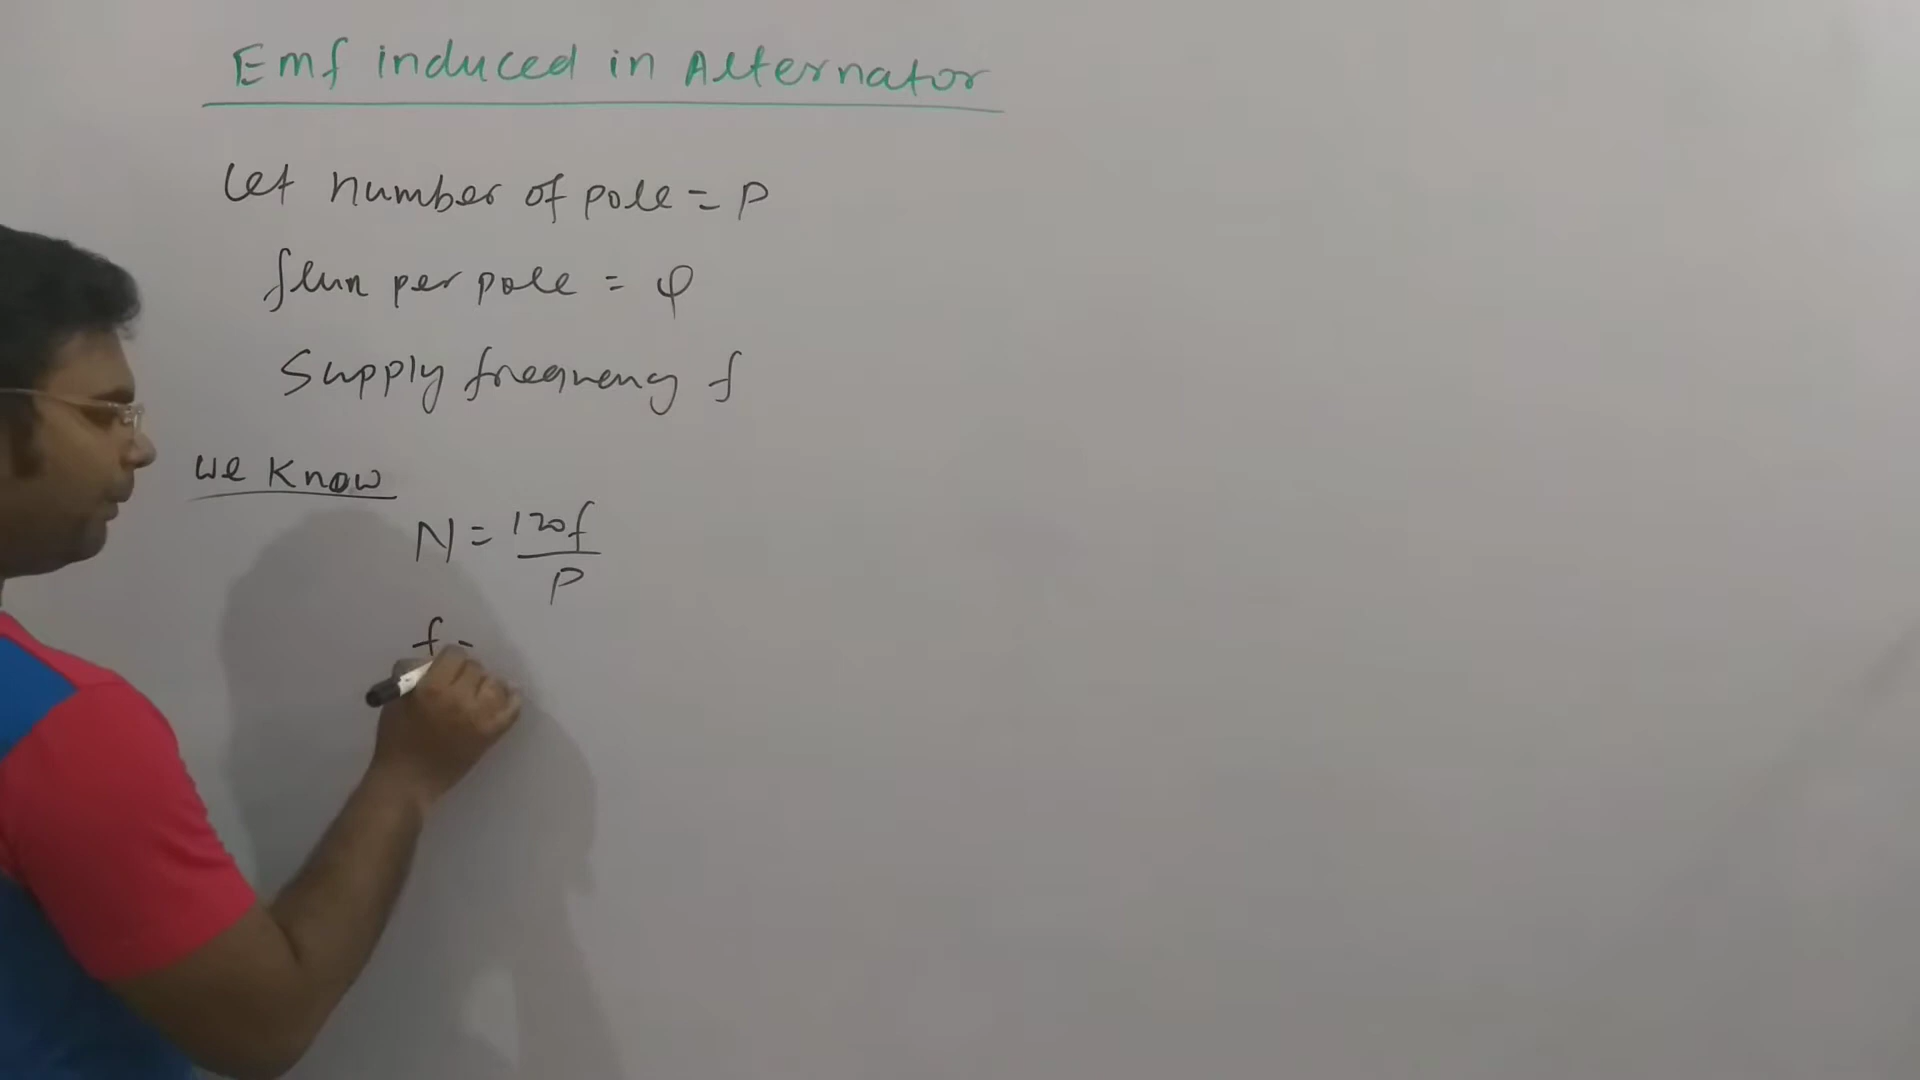 Emf induced in Alternator
Let number of pole = P
flux per pole = φ
Supply frequency f
We Know
N = 120f
P
f =